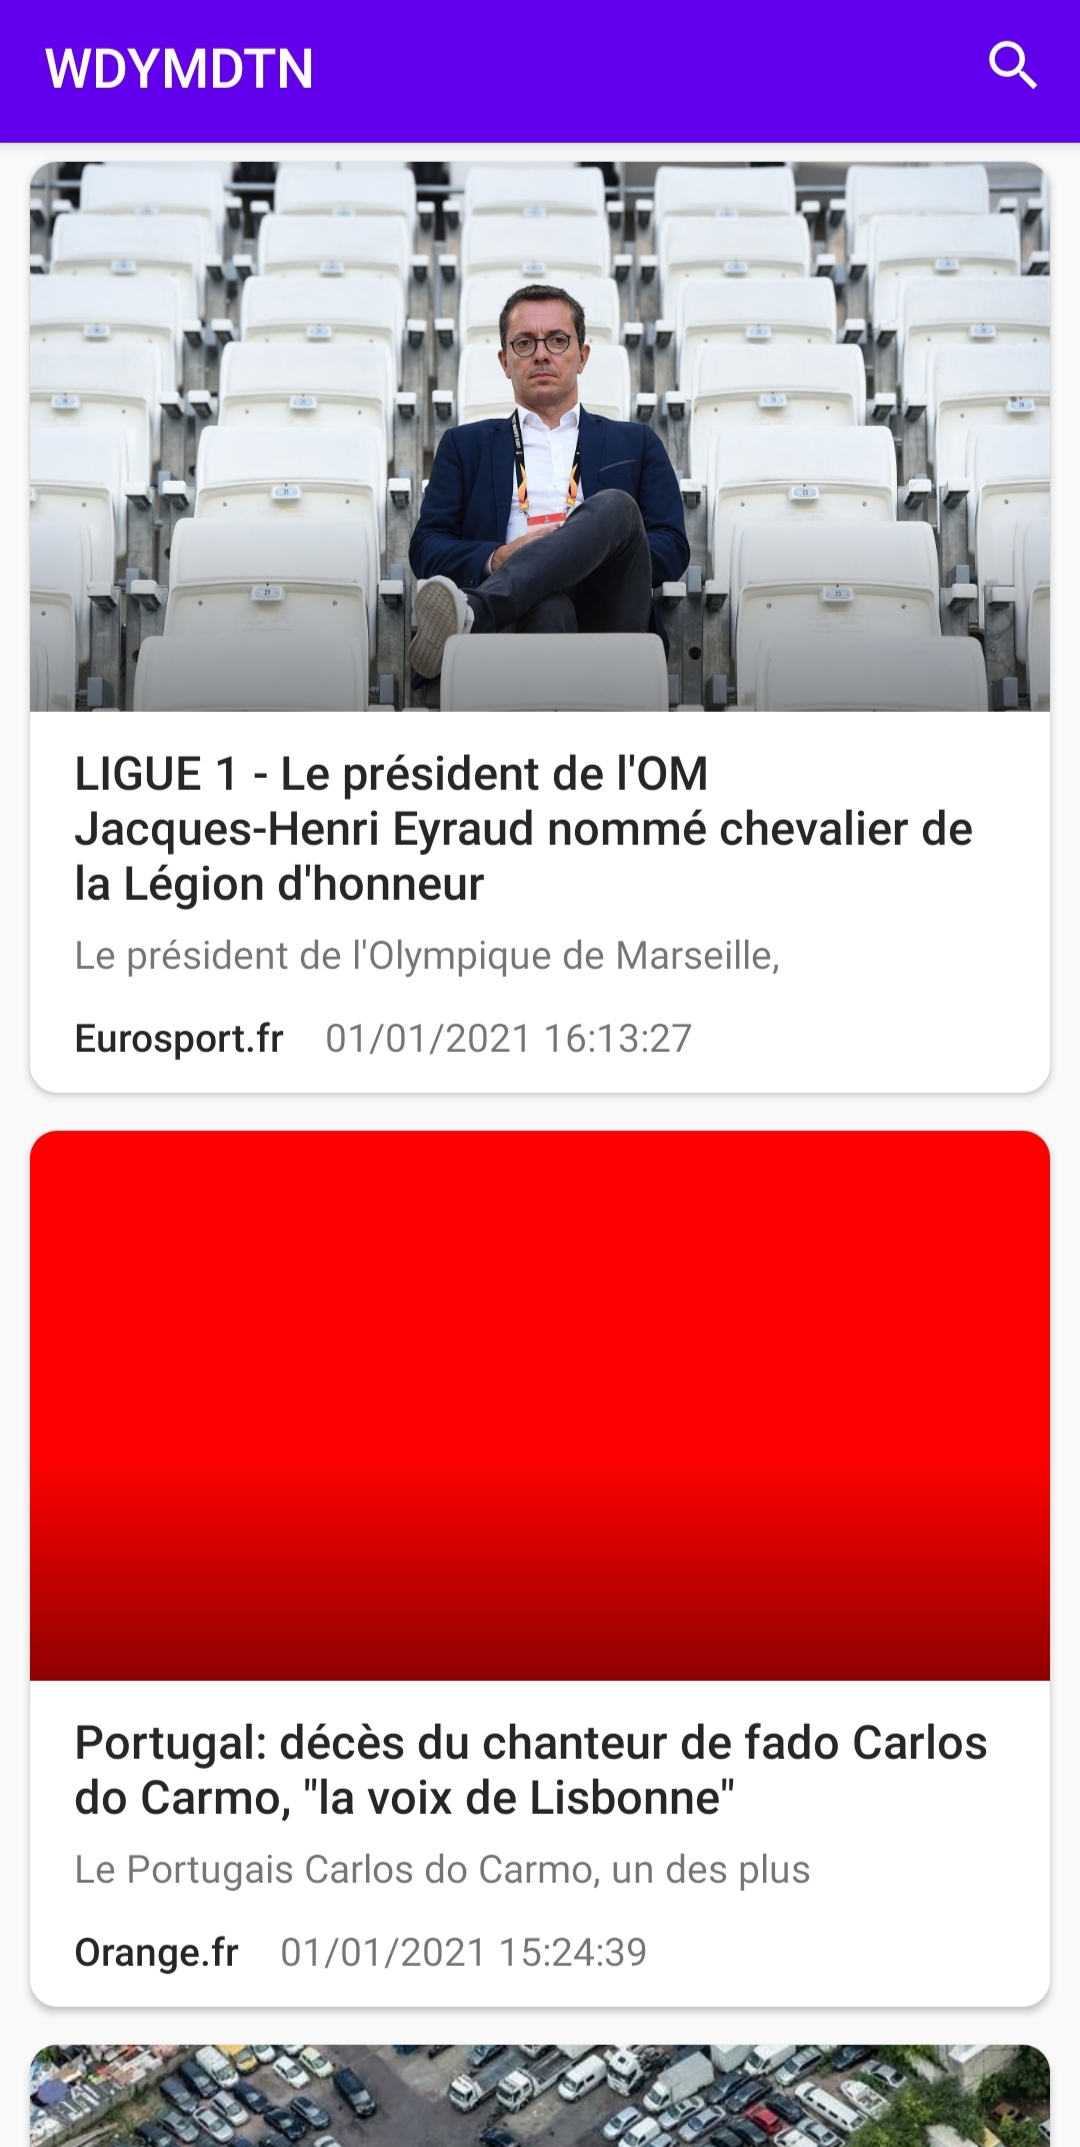 WDYMDTN
LIGUE 1 - Le président de l'OM
Jacques-Henri Eyraud nommé chevalier de
la Légion d'honneur
Le président de l'Olympique de Marseille,
Eurosport.fr 01/01/2021 16:13:27
Portugal: décès du chanteur de fado Carlos
do Carmo, "la voix de Lisbonne"
Le Portugais Carlos do Carmo, un des plus
Orange.fr 01/01/2021 15:24:39